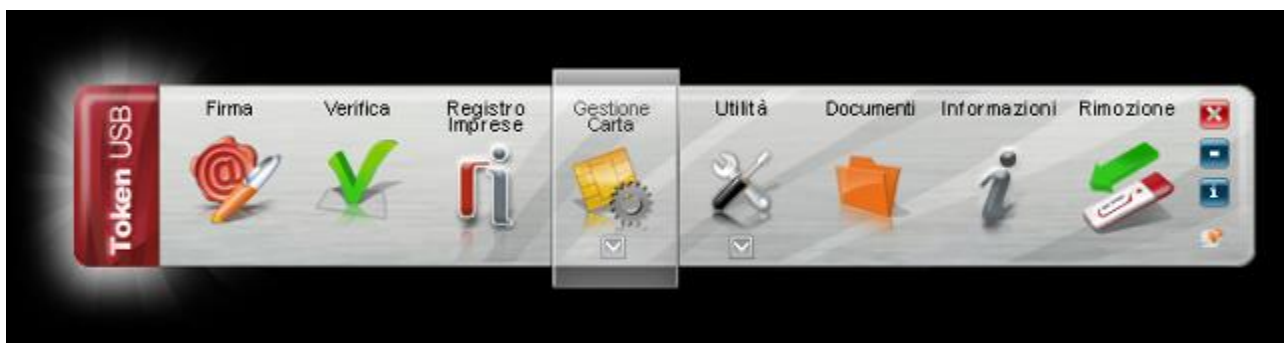 Token USB
Firma
Verifica
Registro
Imprese
Gestione
Carta
Utilità
Documenti
Informazioni
Rimozione